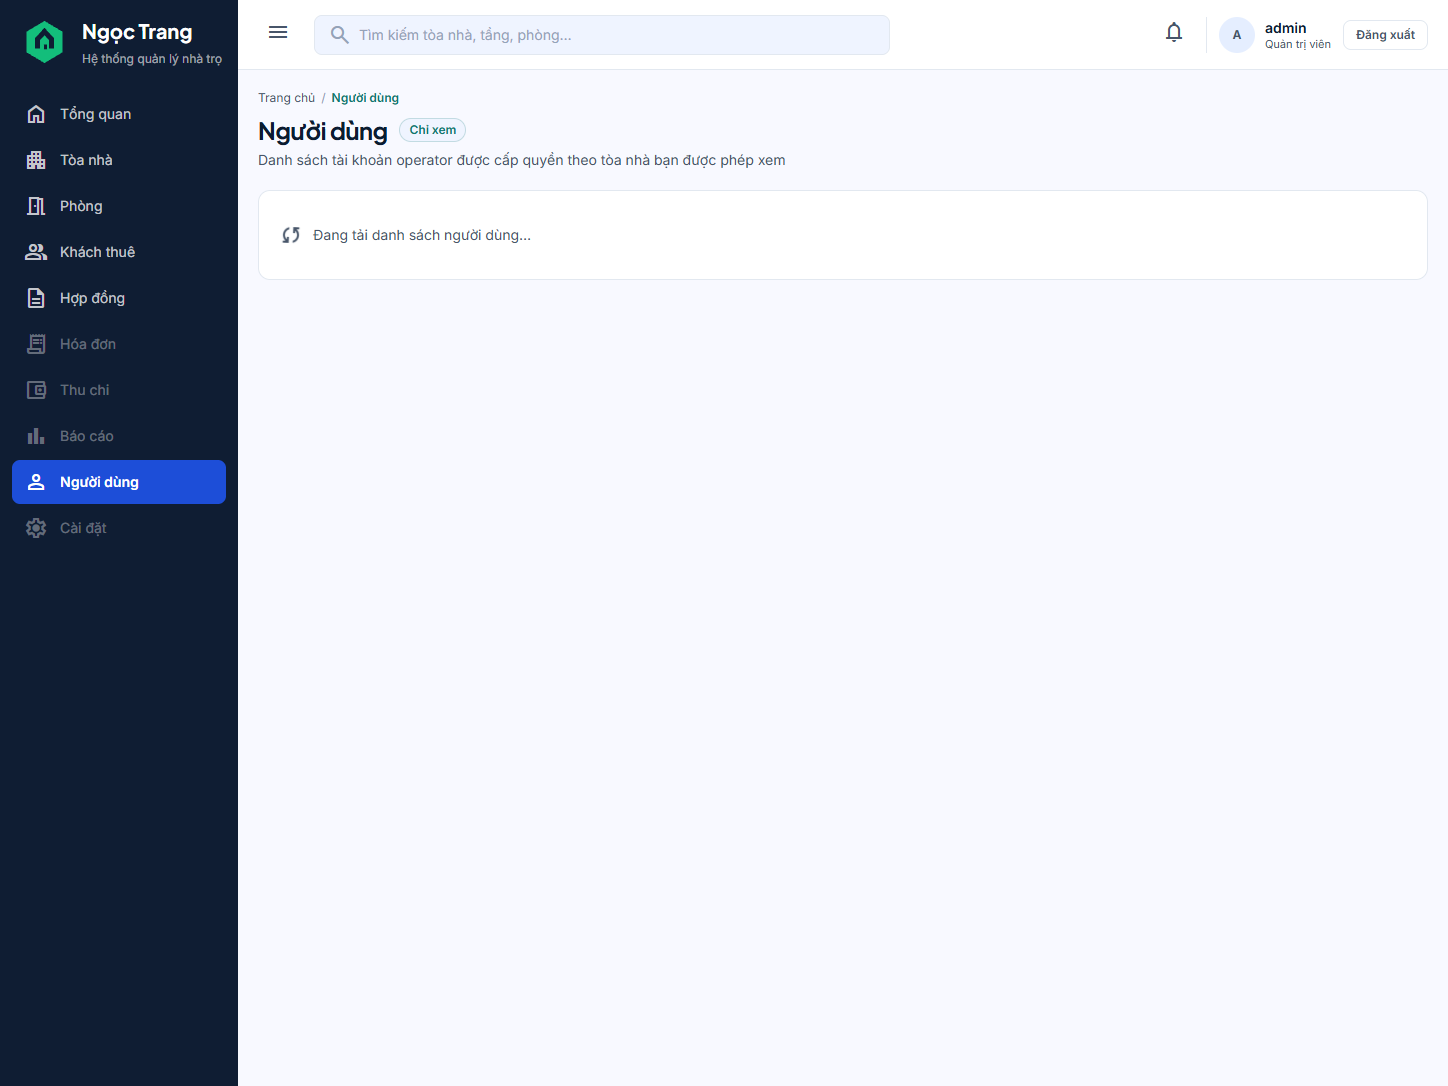 Ngọc Trang
Hệ thống quản lý nhà trọ
Tổng quan
Tòa nhà
Phòng
Khách thuê
Hợp đồng
Hóa đơn
Thu chi
Báo cáo
Người dùng
Cài đặt
Tìm kiếm tòa nhà, tầng, phòng...
A
admin
Quản trị viên
Đăng xuất
Trang chủ / Người dùng
Người dùng
Chỉ xem
Danh sách tài khoản operator được cấp quyền theo tòa nhà bạn được phép xem
Đang tải danh sách người dùng...